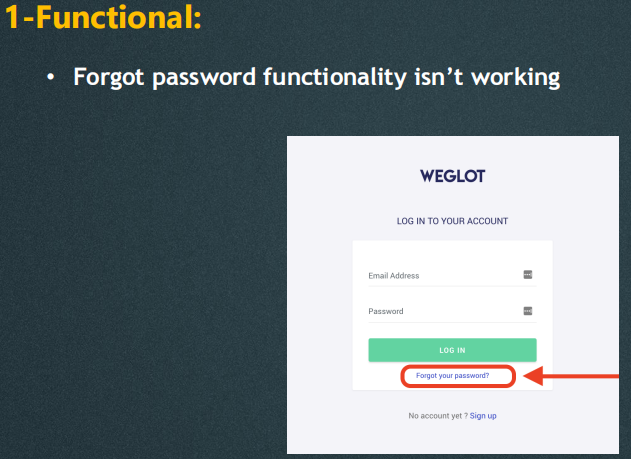 1-Functional:
• Forgot password functionality isn't working
WEGLOT
LOG IN TO YOUR ACCOUNT
Email Address
Password
LOG IN
Forgot your password?
No account yet ? Sign up